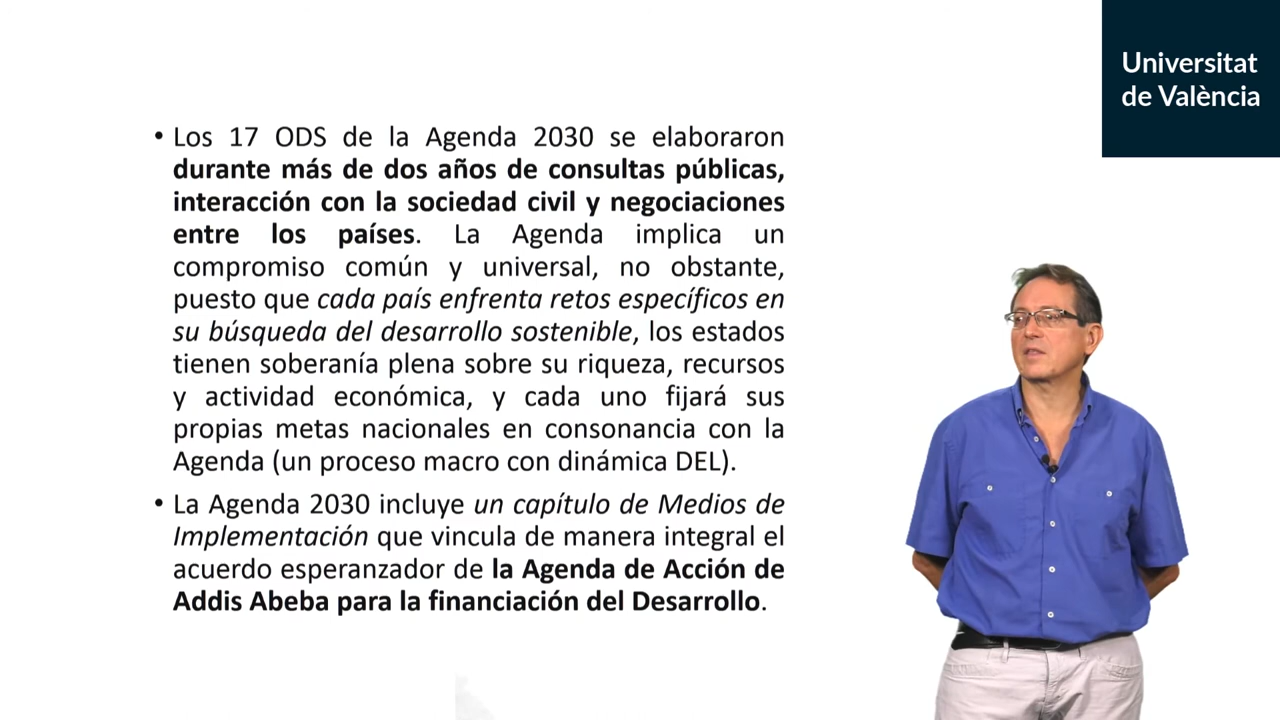 Universitat
de València
• Los 17 ODS de la Agenda 2030 se elaboraron
durante más de dos años de consultas públicas,
interacción con la sociedad civil y negociaciones
entre los países. La Agenda implica un
compromiso común y universal, no obstante,
puesto que cada país enfrenta retos específicos en
su búsqueda del desarrollo sostenible, los estados
tienen soberanía plena sobre su riqueza, recursos
y actividad económica, y cada uno fijará sus
propias metas nacionales en consonancia con la
Agenda (un proceso macro con dinámica DEL).
• La Agenda 2030 incluye un capítulo de Medios de
Implementación que vincula de manera integral el
acuerdo esperanzador de la Agenda de Acción de
Addis Abeba para la financiación del Desarrollo.